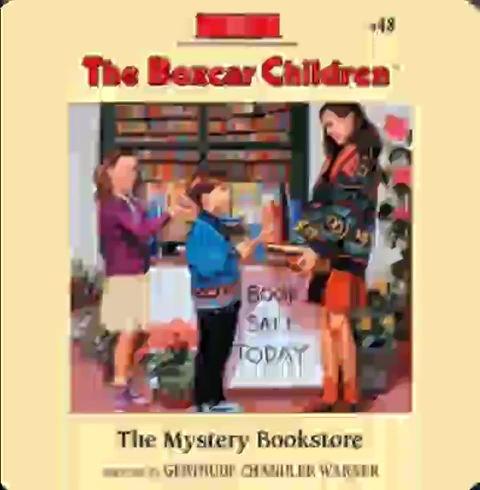 #48
The Boxcar Children
BOOK
SALE
TODAY
The Mystery Bookstore
GERTRUDE CHANDLER WARNER